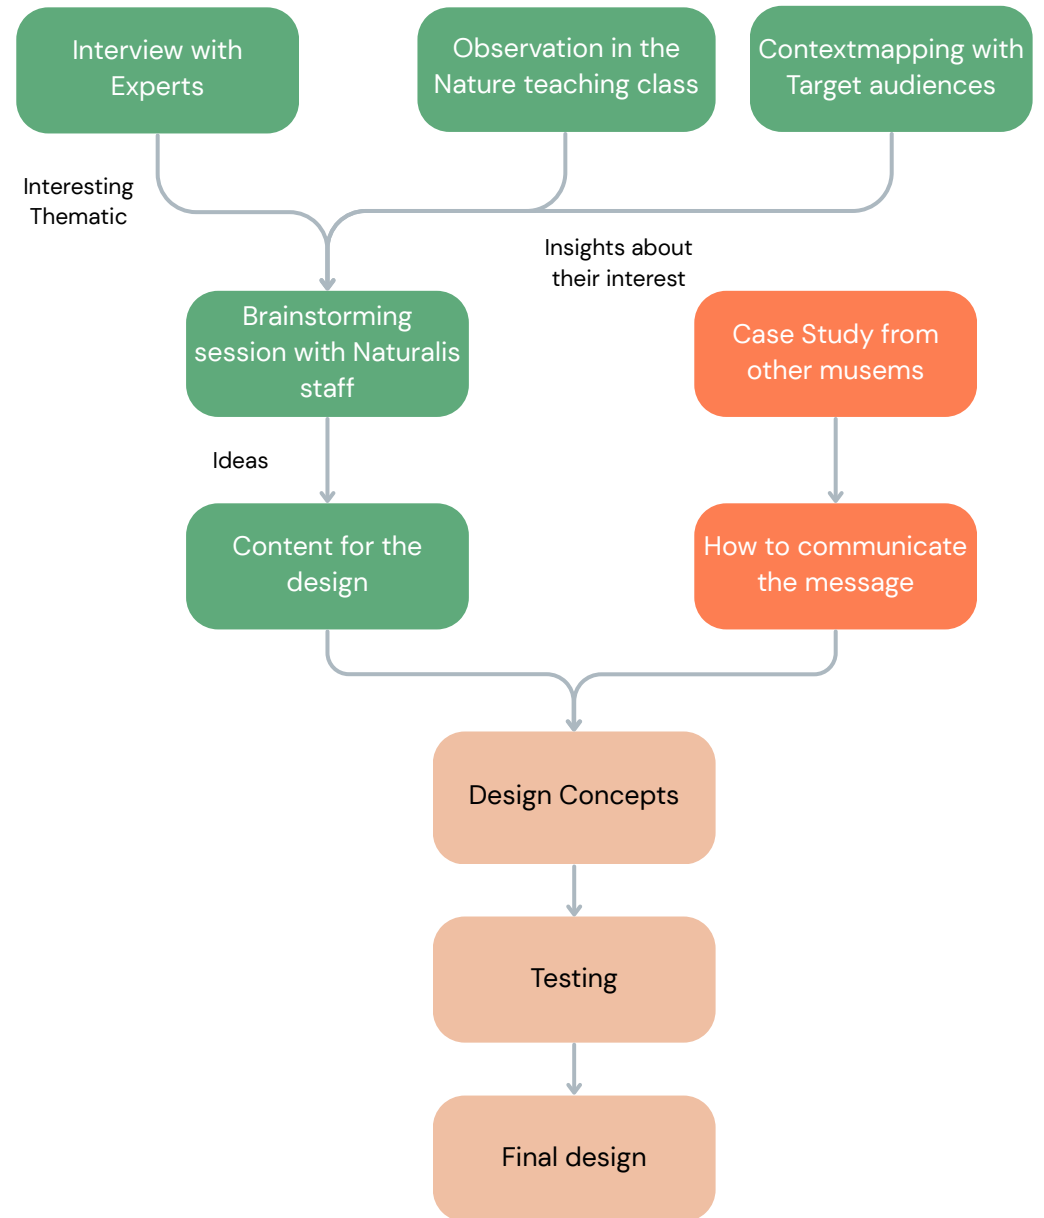 Interview with
Experts
Observation in the
Nature teaching class
Contextmapping with
Target audiences
Interesting
Thematic
Insights about
their interest
Brainstorming
session with Naturalis
staff
Case Study from
other musems
Ideas
Content for the
design
How to communicate
the message
Design Concepts
Testing
Final design